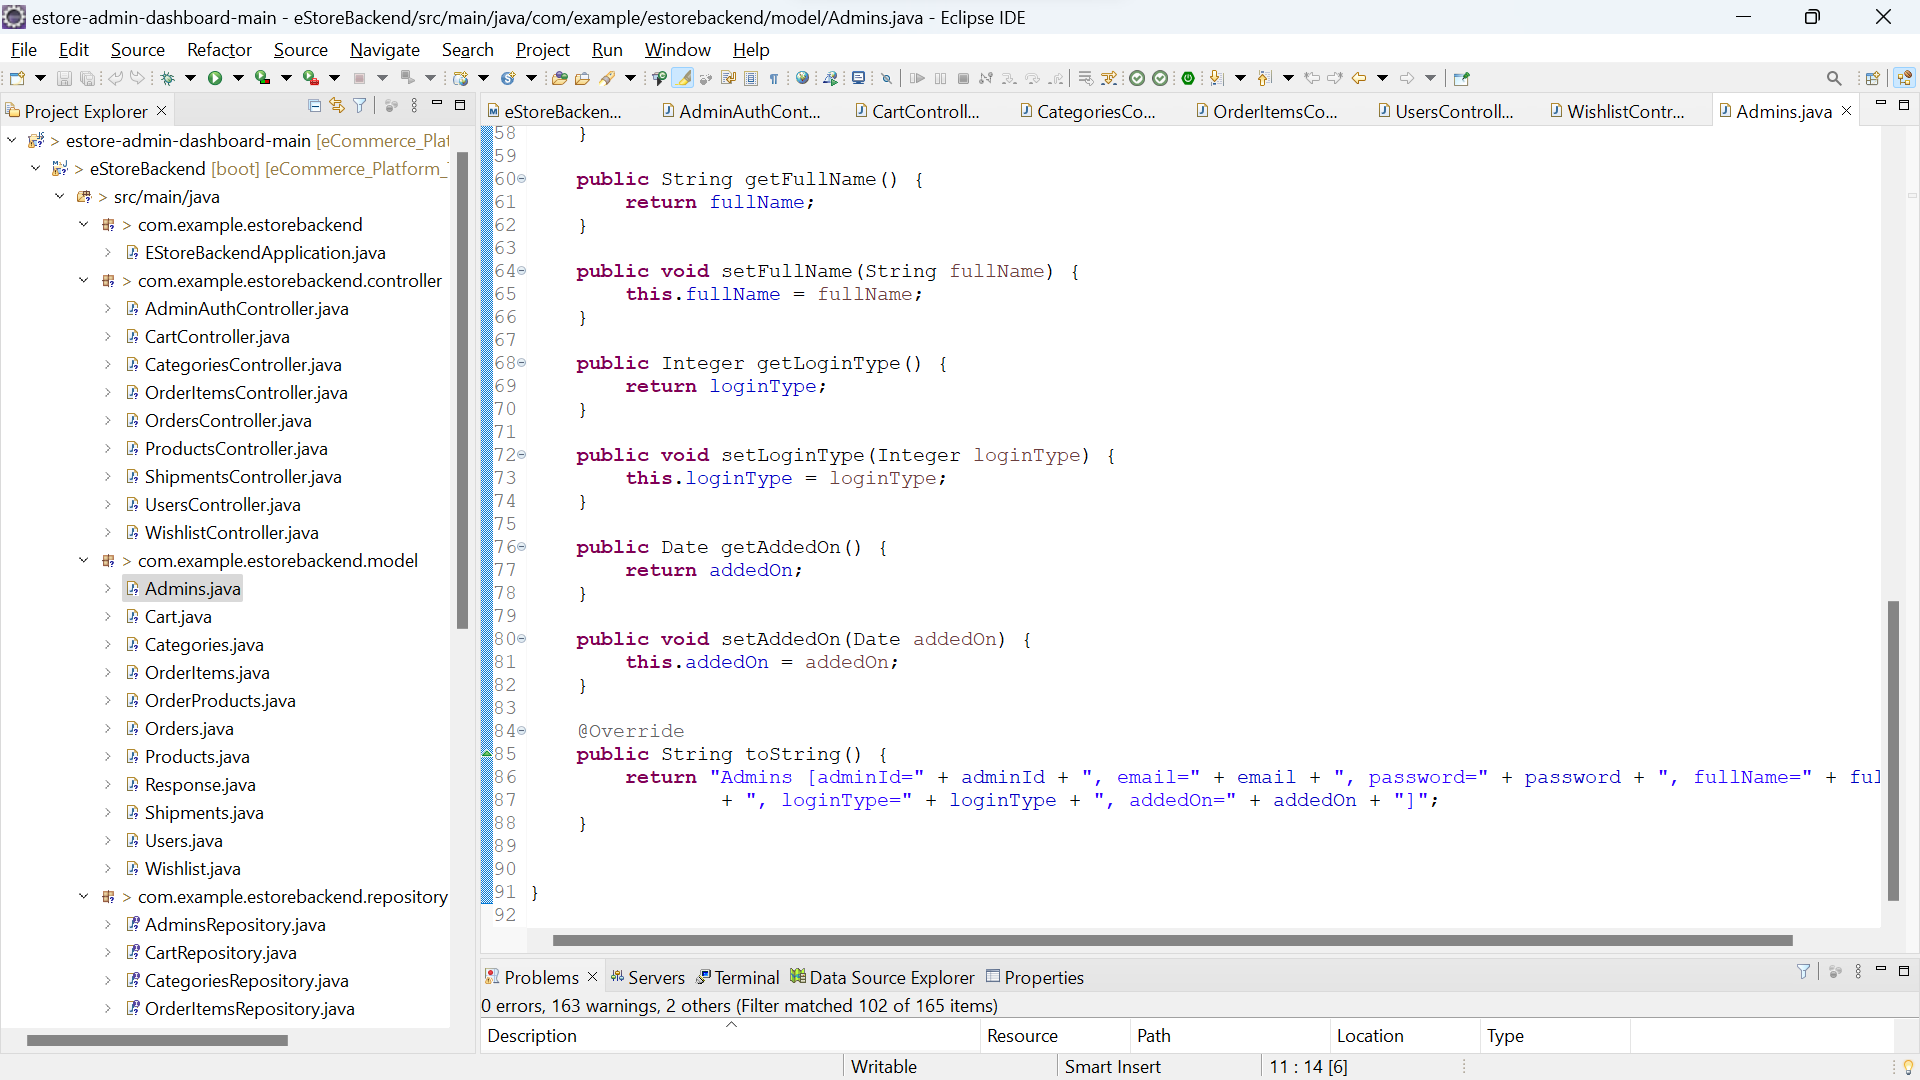 estore-admin-dashboard-main - eStoreBackend/src/main/java/com/example/estorebackend/model/Admins.java - Eclipse IDE
File Edit Source Refactor Source Navigate Search Project Run Window Help
Project Explorer
> estore-admin-dashboard-main [eCommerce_Plat
> eStoreBackend [boot] [eCommerce_Platform_
> src/main/java
> com.example.estorebackend
EStoreBackendApplication.java
> com.example.estorebackend.controller
AdminAuthController.java
CartController.java
CategoriesController.java
OrderItemsController.java
OrdersController.java
ProductsController.java
ShipmentsController.java
UsersController.java
WishlistController.java
> com.example.estorebackend.model
Admins.java
Cart.java
Categories.java
OrderItems.java
OrderProducts.java
Orders.java
Products.java
Response.java
Shipments.java
Users.java
Wishlist.java
> com.example.estorebackend.repository
AdminsRepository.java
CartRepository.java
CategoriesRepository.java
OrderItemsRepository.java
eStoreBacken... AdminAuthCont... CartControll... CategoriesCo... OrderItemsCo... UsersControll... WishlistContr... Admins.java
58 }
59
60 public String getFullName() {
61 return fullName;
62 }
63
64 public void setFullName(String fullName) {
65 this.fullName = fullName;
66 }
67
68 public Integer getLoginType() {
69 return loginType;
70 }
71
72 public void setLoginType(Integer loginType) {
73 this.loginType = loginType;
74 }
75
76 public Date getAddedOn() {
77 return addedOn;
78 }
79
80 public void setAddedOn(Date addedOn) {
81 this.addedOn = addedOn;
82 }
83
84 @Override
85 public String toString() {
86 return "Admins [adminId=" + adminId + ", email=" + email + ", password=" + password + ", fullName=" + ful
87 + ", loginType=" + loginType + ", addedOn=" + addedOn + "]";
88 }
89
90
91 }
92
Problems Servers Terminal Data Source Explorer Properties
0 errors, 163 warnings, 2 others (Filter matched 102 of 165 items)
Description Resource Path Location Type
Writable Smart Insert 11 : 14 [6]